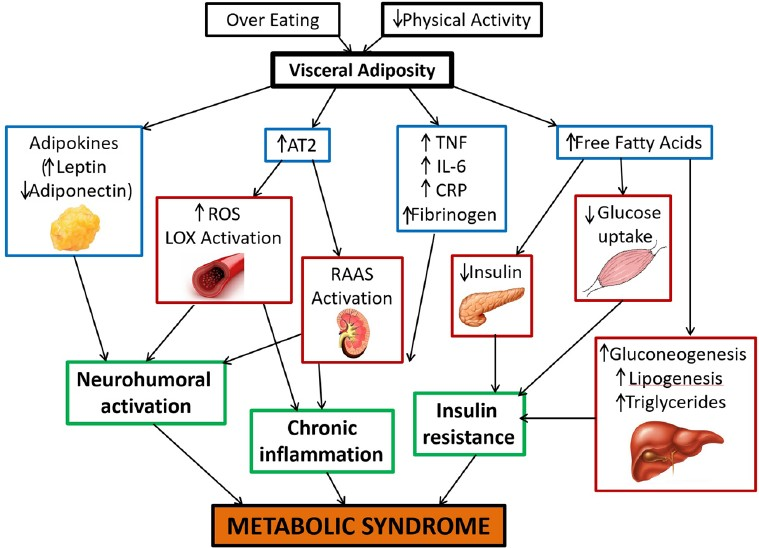 Over Eating
↓Physical Activity
Visceral Adiposity
Adipokines
(↑Leptin
↓Adiponectin)
↑AT2
↑ TNF
↑ IL-6
↑ CRP
↑Fibrinogen
↑Free Fatty Acids
↑ ROS
LOX Activation
RAAS
Activation
↓Insulin
↓Glucose
uptake
↑Gluconeogenesis
↑ Lipogenesis
↑Triglycerides
Neurohumoral
activation
Chronic
inflammation
Insulin
resistance
METABOLIC SYNDROME